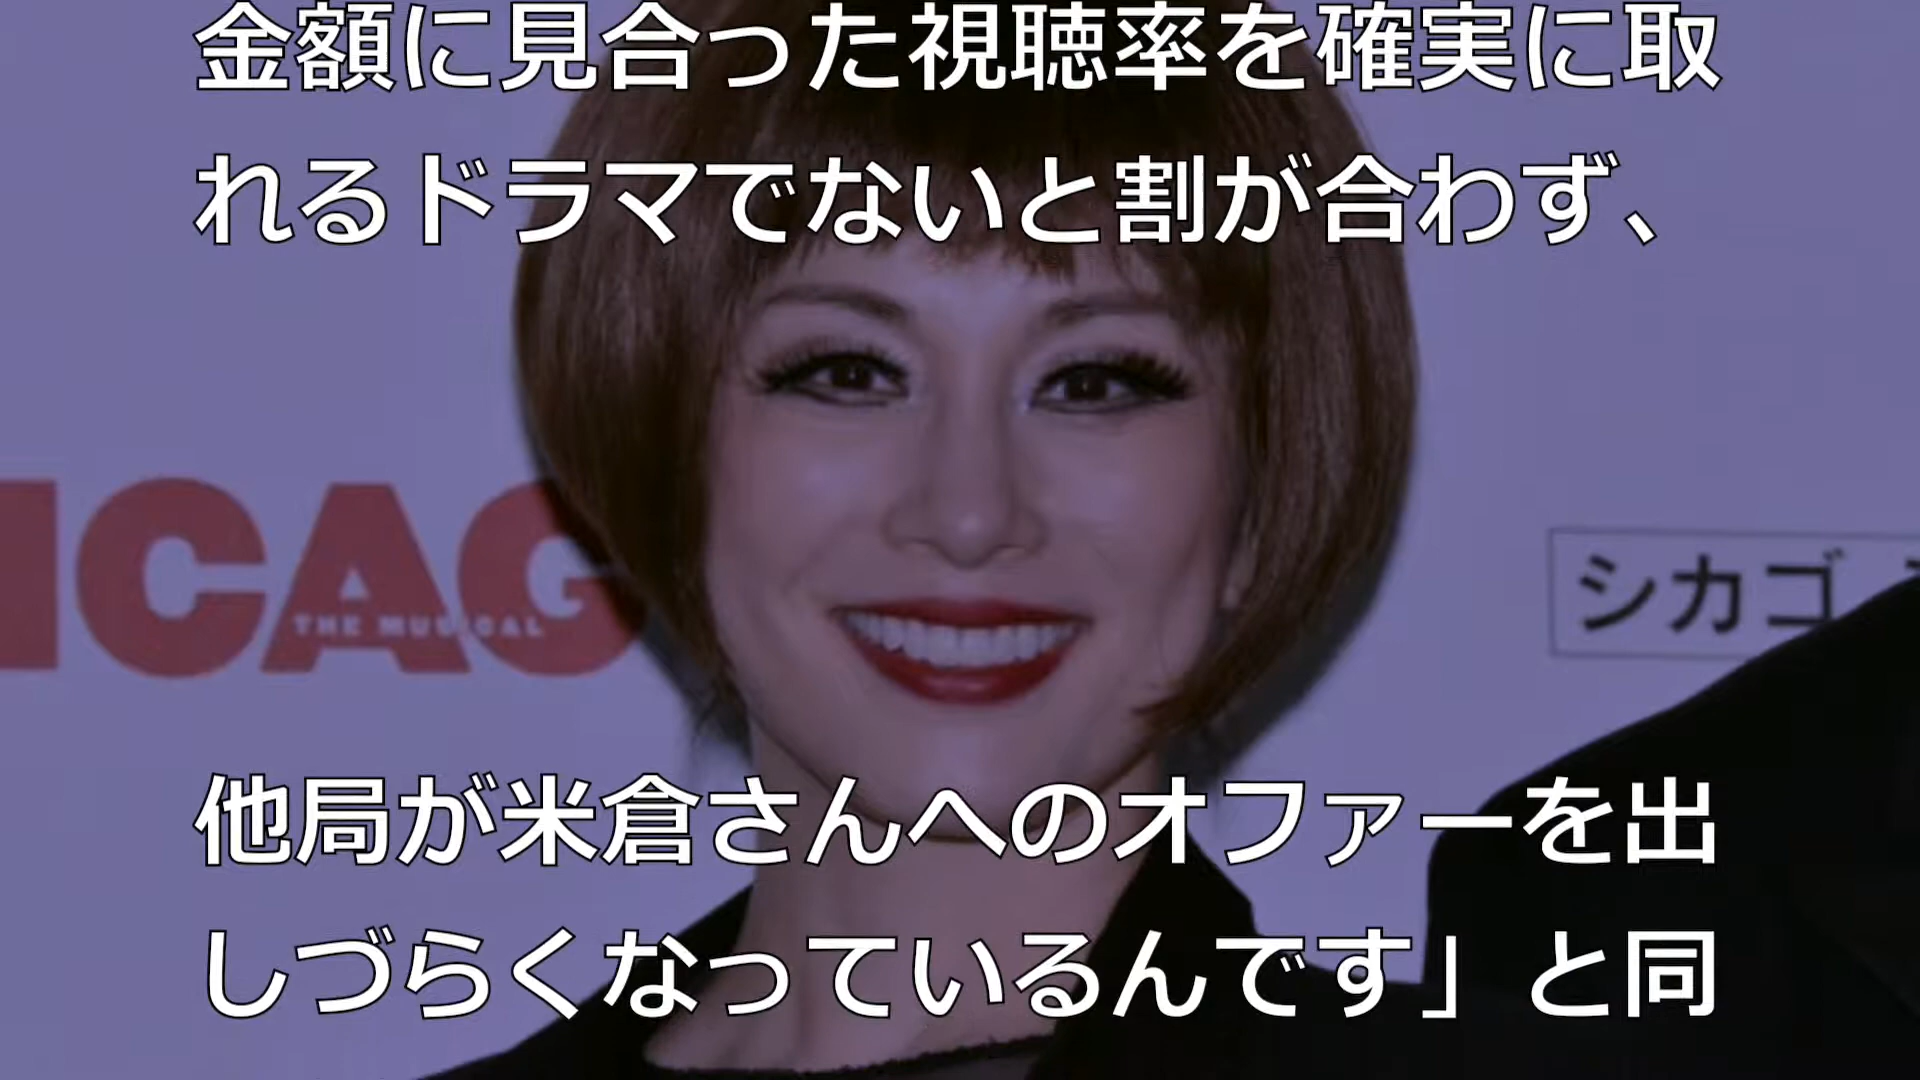 金額に見合った視聴率を確実に取
れるドラマでないと割が合わず、
ICAG
THE MUSICAL
シカゴ
他局が米倉さんへのオファーを出
しづらくなっているんです」と同